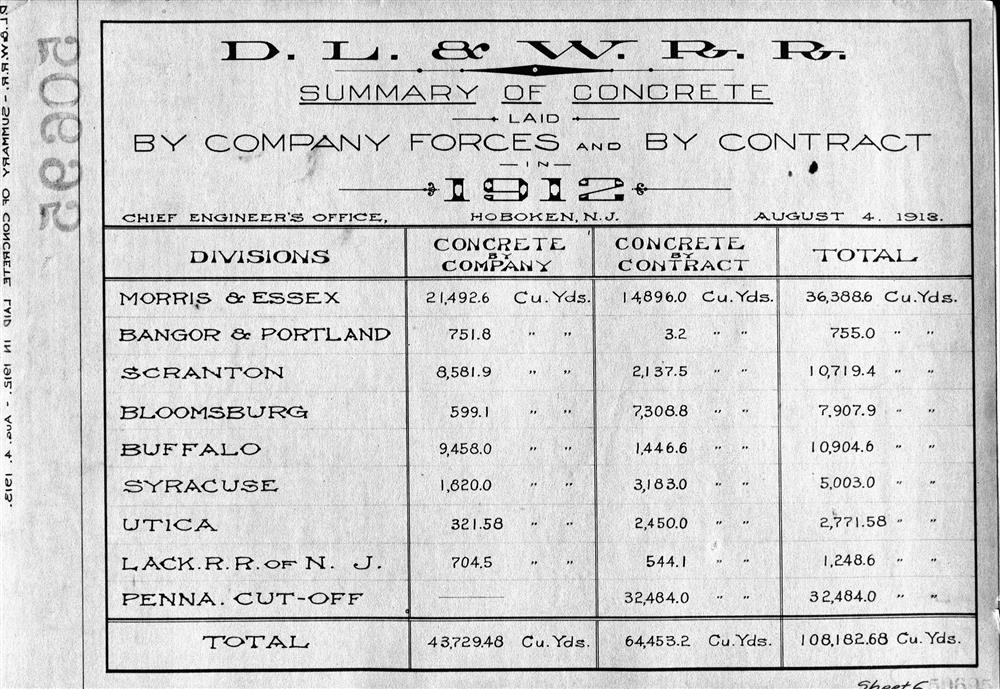 D. L. & W. R. R.
SUMMARY OF CONCRETE
LAID
BY COMPANY FORCES AND BY CONTRACT
IN
1912
CHIEF ENGINEER'S OFFICE, HOBOKEN, N.J. AUGUST 4. 1913.
DIVISIONS CONCRETE BY COMPANY CONCRETE BY CONTRACT TOTAL
MORRIS & ESSEX 21,492.6 Cu. Yds. 14,896.0 Cu. Yds. 36,388.6 Cu. Yds.
BANGOR & PORTLAND 751.8 " " 3.2 " " 755.0 " "
SCRANTON 8,581.9 " " 2,137.5 " " 10,719.4 " "
BLOOMSBURG 599.1 " " 7,308.8 " " 7,907.9 " "
BUFFALO 9,458.0 " " 1,446.6 " " 10,904.6 " "
SYRACUSE 1,820.0 " " 3,183.0 " " 5,003.0 " "
UTICA 321.58 " " 2,450.0 " " 2,771.58 " "
LACK. R. R. OF N. J. 704.5 " " 544.1 " " 1,248.6 " "
PENNA. CUT-OFF —— 32,484.0 " " 32,484.0 " "
TOTAL 43,729.48 Cu. Yds. 64,453.2 Cu. Yds. 108,182.68 Cu. Yds.
D.L.& W.R.R. - SUMMARY OF CONCRETE LAID IN 1912. - AUG. 4, 1913.
50695
Sheet
50695